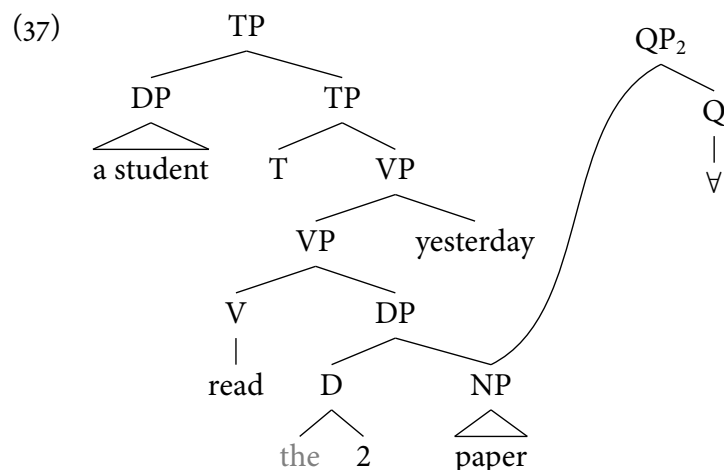 (37)
TP
QP₂
DP TP
Q
a student T VP
∀
VP yesterday
V DP
read D NP
the 2 paper